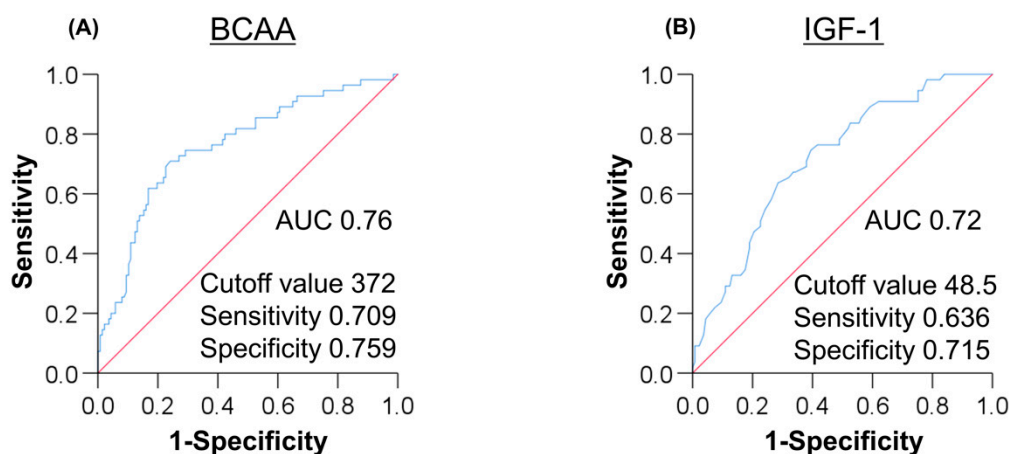 (A) BCAA
1.0
0.8
0.6
0.4
0.2
0.0
Sensitivity
AUC 0.76
Cutoff value 372
Sensitivity 0.709
Specificity 0.759
0.0 0.2 0.4 0.6 0.8 1.0
1-Specificity
(B) IGF-1
1.0
0.8
0.6
0.4
0.2
0.0
Sensitivity
AUC 0.72
Cutoff value 48.5
Sensitivity 0.636
Specificity 0.715
0.0 0.2 0.4 0.6 0.8 1.0
1-Specificity